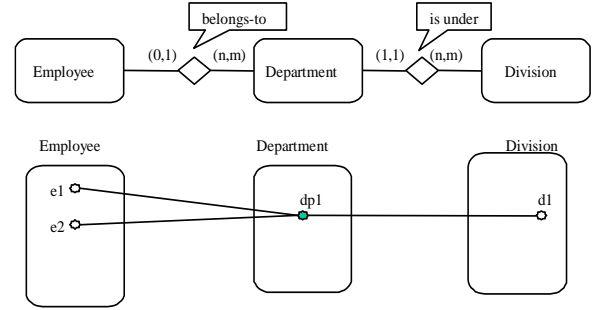 belongs-to
is under
(0,1)
(n,m)
(1,1)
(n,m)
Employee
Department
Division
Employee
Department
Division
e1
dp1
d1
e2